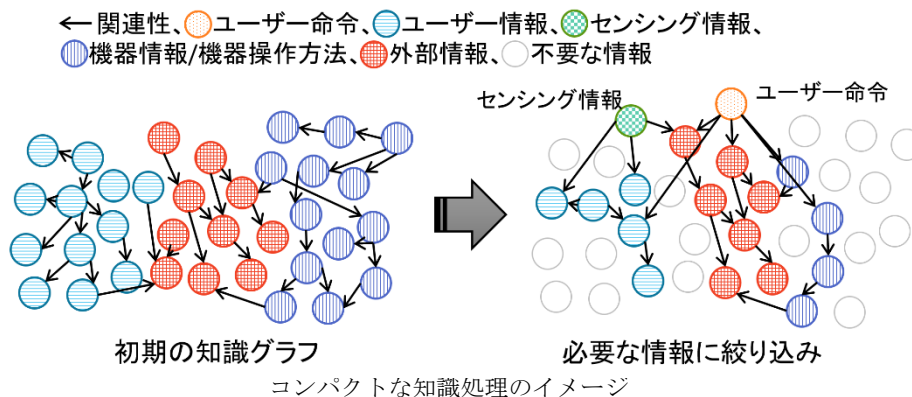 ←関連性、ユーザー命令、ユーザー情報、センシング情報、
機器情報/機器操作方法、外部情報、不要な情報
センシング情報
ユーザー命令
初期の知識グラフ
必要な情報に絞り込み
コンパクトな知識処理のイメージ